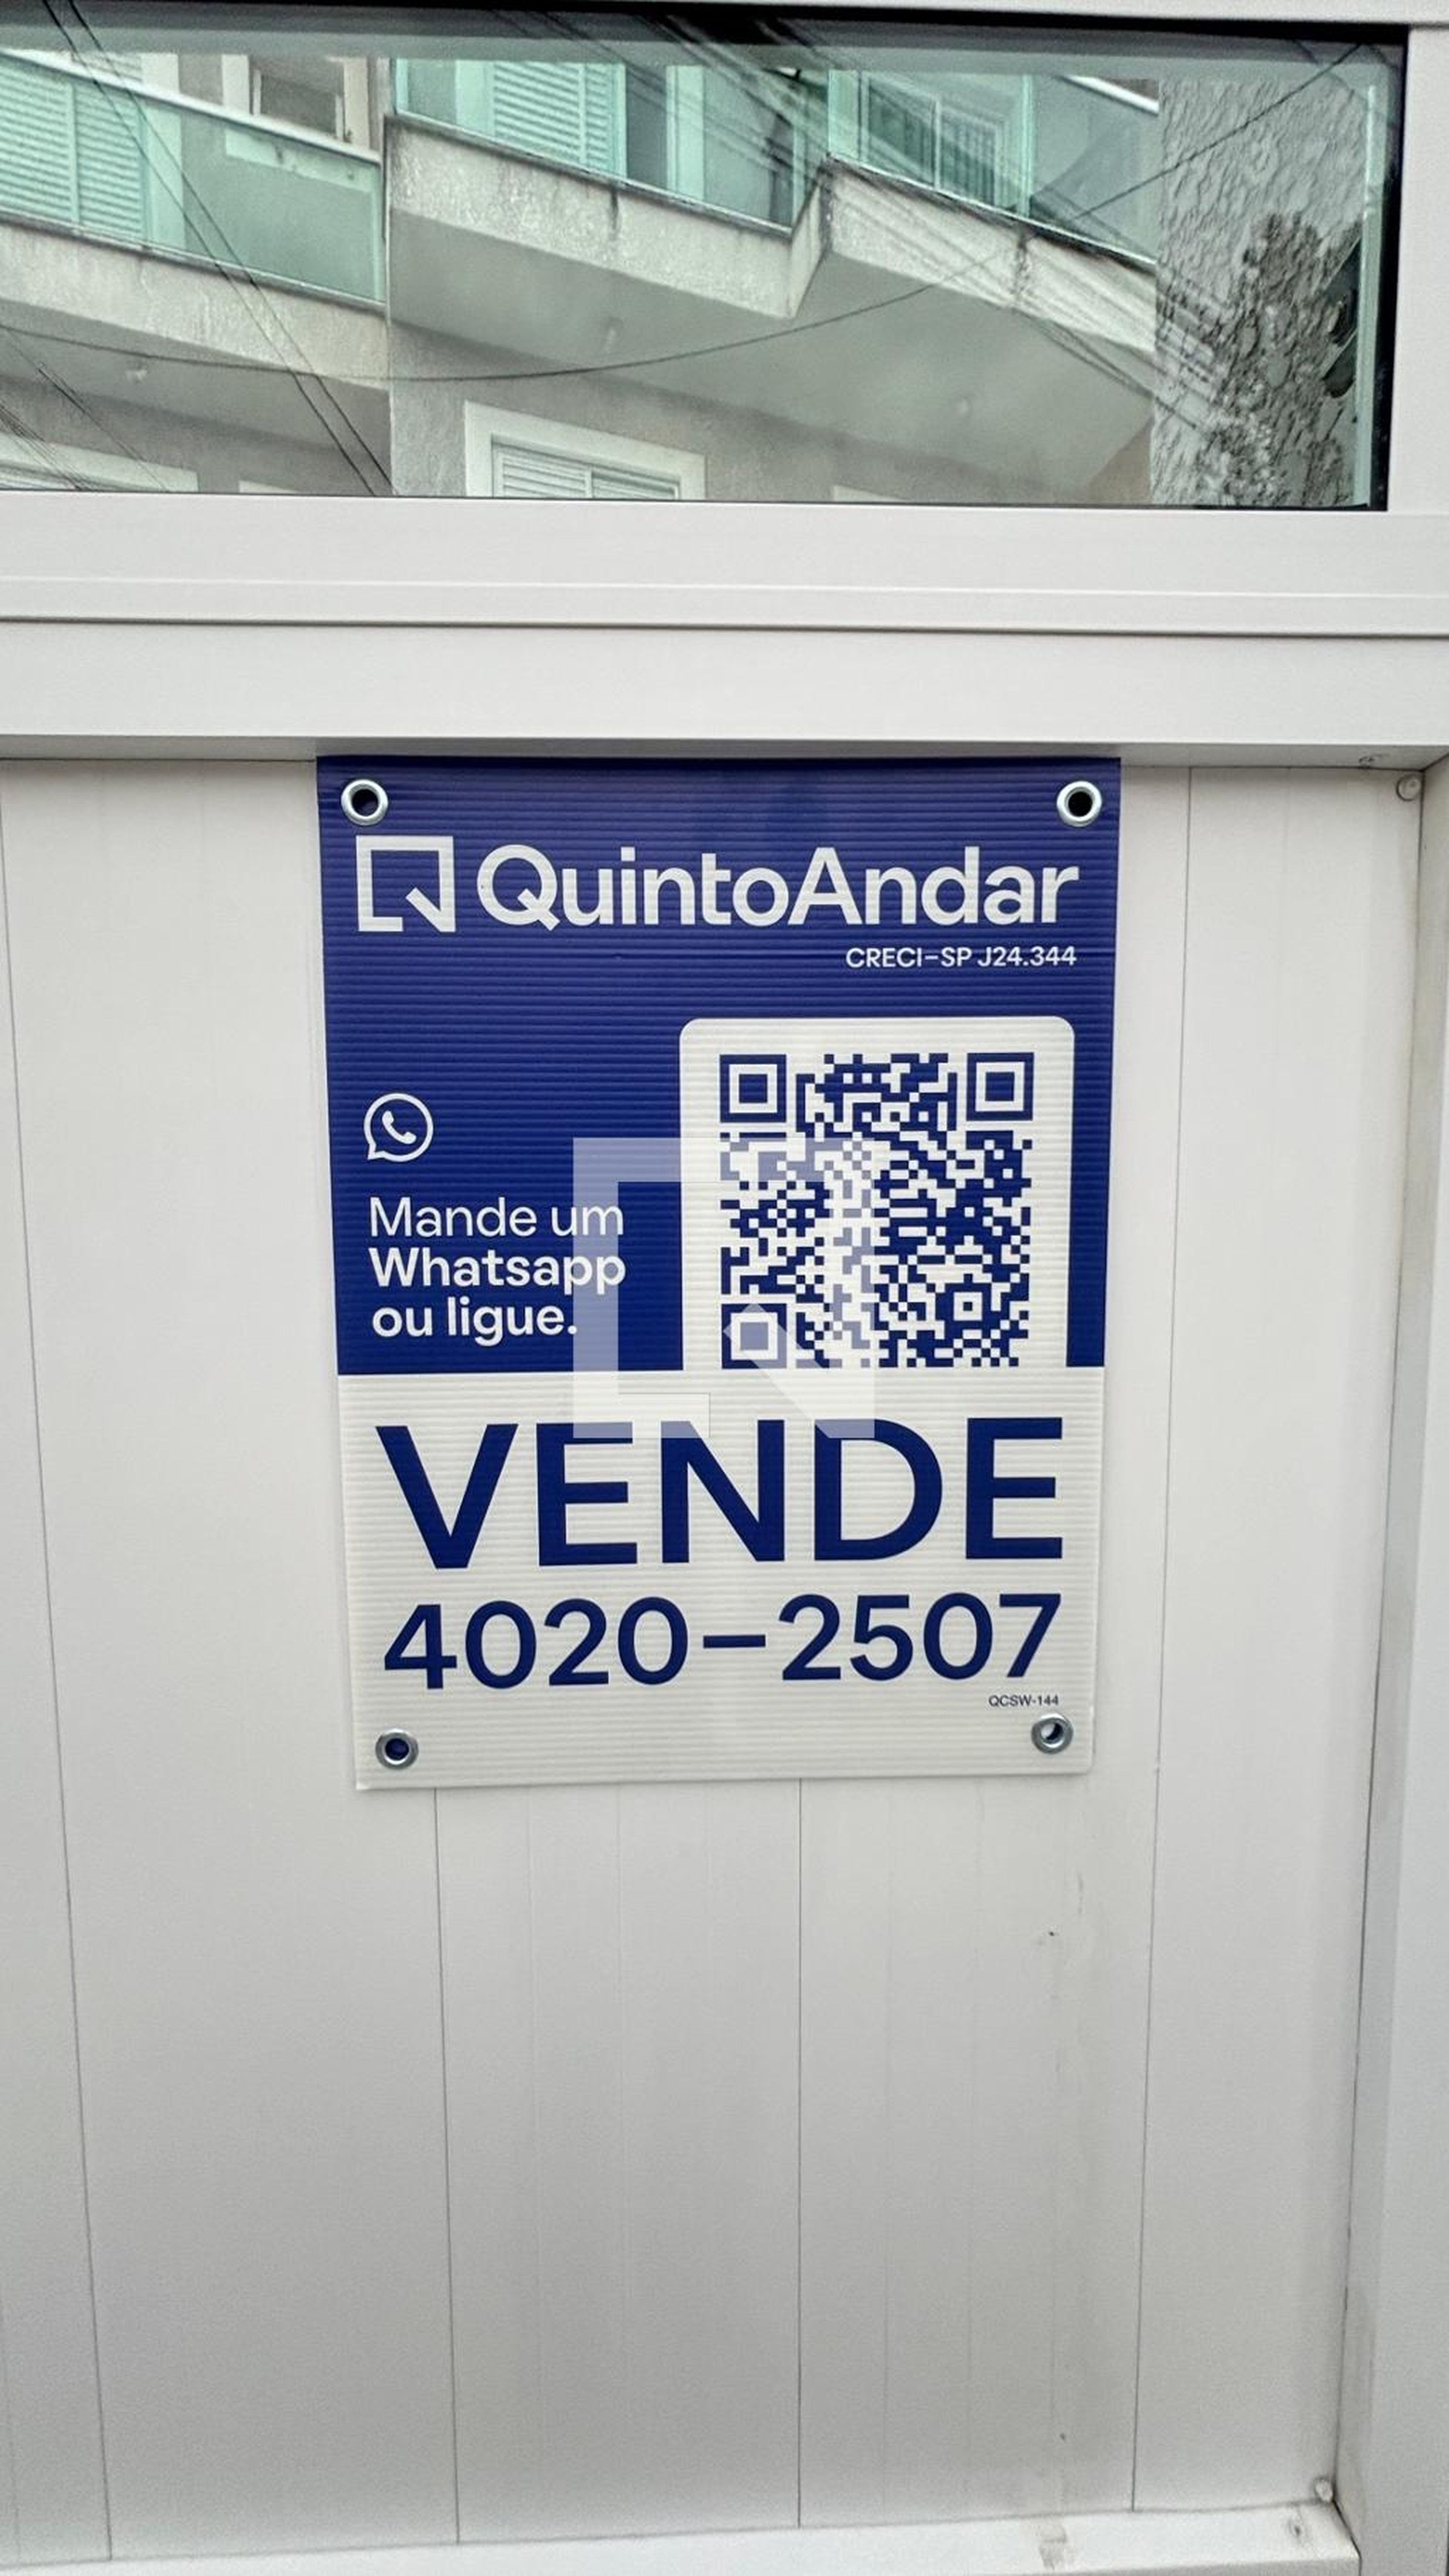 QuintoAndar
CRECI-SP J24.344
Mande um
Whatsapp
ou ligue.
VENDE
4020-2507
QCSW-144